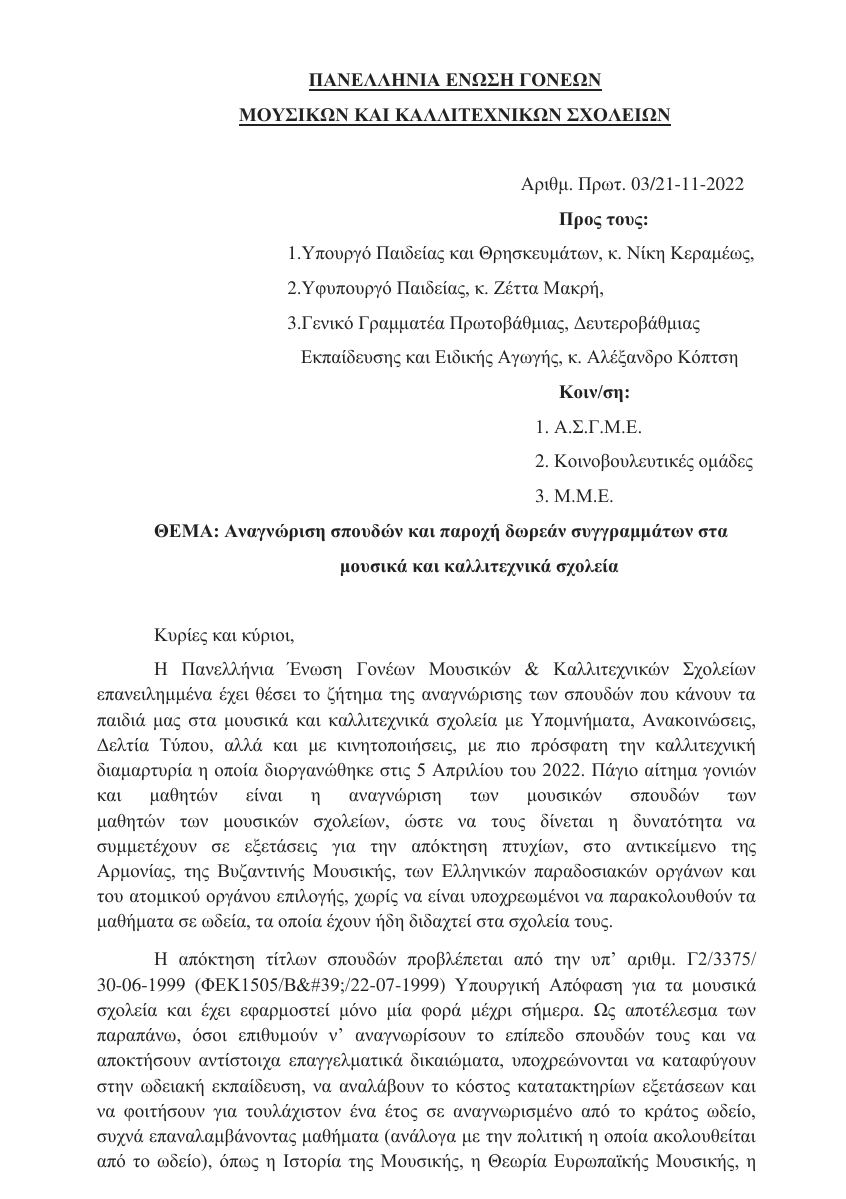 ΠΑΝΕΛΛΗΝΙΑ ΕΝΩΣΗ ΓΟΝΕΩΝ
ΜΟΥΣΙΚΩΝ ΚΑΙ ΚΑΛΛΙΤΕΧΝΙΚΩΝ ΣΧΟΛΕΙΩΝ
Αριθμ. Πρωτ. 03/21-11-2022
Προς τους:
1.Υπουργό Παιδείας και Θρησκευμάτων, κ. Νίκη Κεραμέως,
2.Υφυπουργό Παιδείας, κ. Ζέττα Μακρή,
3.Γενικό Γραμματέα Πρωτοβάθμιας, Δευτεροβάθμιας
Εκπαίδευσης και Ειδικής Αγωγής, κ. Αλέξανδρο Κόπτση
Κοιν/ση:
1. Α.Σ.Γ.Μ.Ε.
2. Κοινοβουλευτικές ομάδες
3. Μ.Μ.Ε.
ΘΕΜΑ: Αναγνώριση σπουδών και παροχή δωρεάν συγγραμμάτων στα
μουσικά και καλλιτεχνικά σχολεία
Κυρίες και κύριοι,
Η Πανελλήνια Ένωση Γονέων Μουσικών & Καλλιτεχνικών Σχολείων
επανειλημμένα έχει θέσει το ζήτημα της αναγνώρισης των σπουδών που κάνουν τα
παιδιά μας στα μουσικά και καλλιτεχνικά σχολεία με Υπομνήματα, Ανακοινώσεις,
Δελτία Τύπου, αλλά και με κινητοποιήσεις, με πιο πρόσφατη την καλλιτεχνική
διαμαρτυρία η οποία διοργανώθηκε στις 5 Απριλίου του 2022. Πάγιο αίτημα γονιών
και μαθητών είναι η αναγνώριση των μουσικών σπουδών των
μαθητών των μουσικών σχολείων, ώστε να τους δίνεται η δυνατότητα να
συμμετέχουν σε εξετάσεις για την απόκτηση πτυχίων, στο αντικείμενο της
Αρμονίας, της Βυζαντινής Μουσικής, των Ελληνικών παραδοσιακών οργάνων και
του ατομικού οργάνου επιλογής, χωρίς να είναι υποχρεωμένοι να παρακολουθούν τα
μαθήματα σε ωδεία, τα οποία έχουν ήδη διδαχτεί στα σχολεία τους.
Η απόκτηση τίτλων σπουδών προβλέπεται από την υπ’ αριθμ. Γ2/3375/
30-06-1999 (ΦΕΚ1505/Β&#39;/22-07-1999) Υπουργική Απόφαση για τα μουσικά
σχολεία και έχει εφαρμοστεί μόνο μία φορά μέχρι σήμερα. Ως αποτέλεσμα των
παραπάνω, όσοι επιθυμούν ν’ αναγνωρίσουν το επίπεδο σπουδών τους και να
αποκτήσουν αντίστοιχα επαγγελματικά δικαιώματα, υποχρεώνονται να καταφύγουν
στην ωδειακή εκπαίδευση, να αναλάβουν το κόστος κατατακτηρίων εξετάσεων και
να φοιτήσουν για τουλάχιστον ένα έτος σε αναγνωρισμένο από το κράτος ωδείο,
συχνά επαναλαμβάνοντας μαθήματα (ανάλογα με την πολιτική η οποία ακολουθείται
από το ωδείο), όπως η Ιστορία της Μουσικής, η Θεωρία Ευρωπαϊκής Μουσικής, η